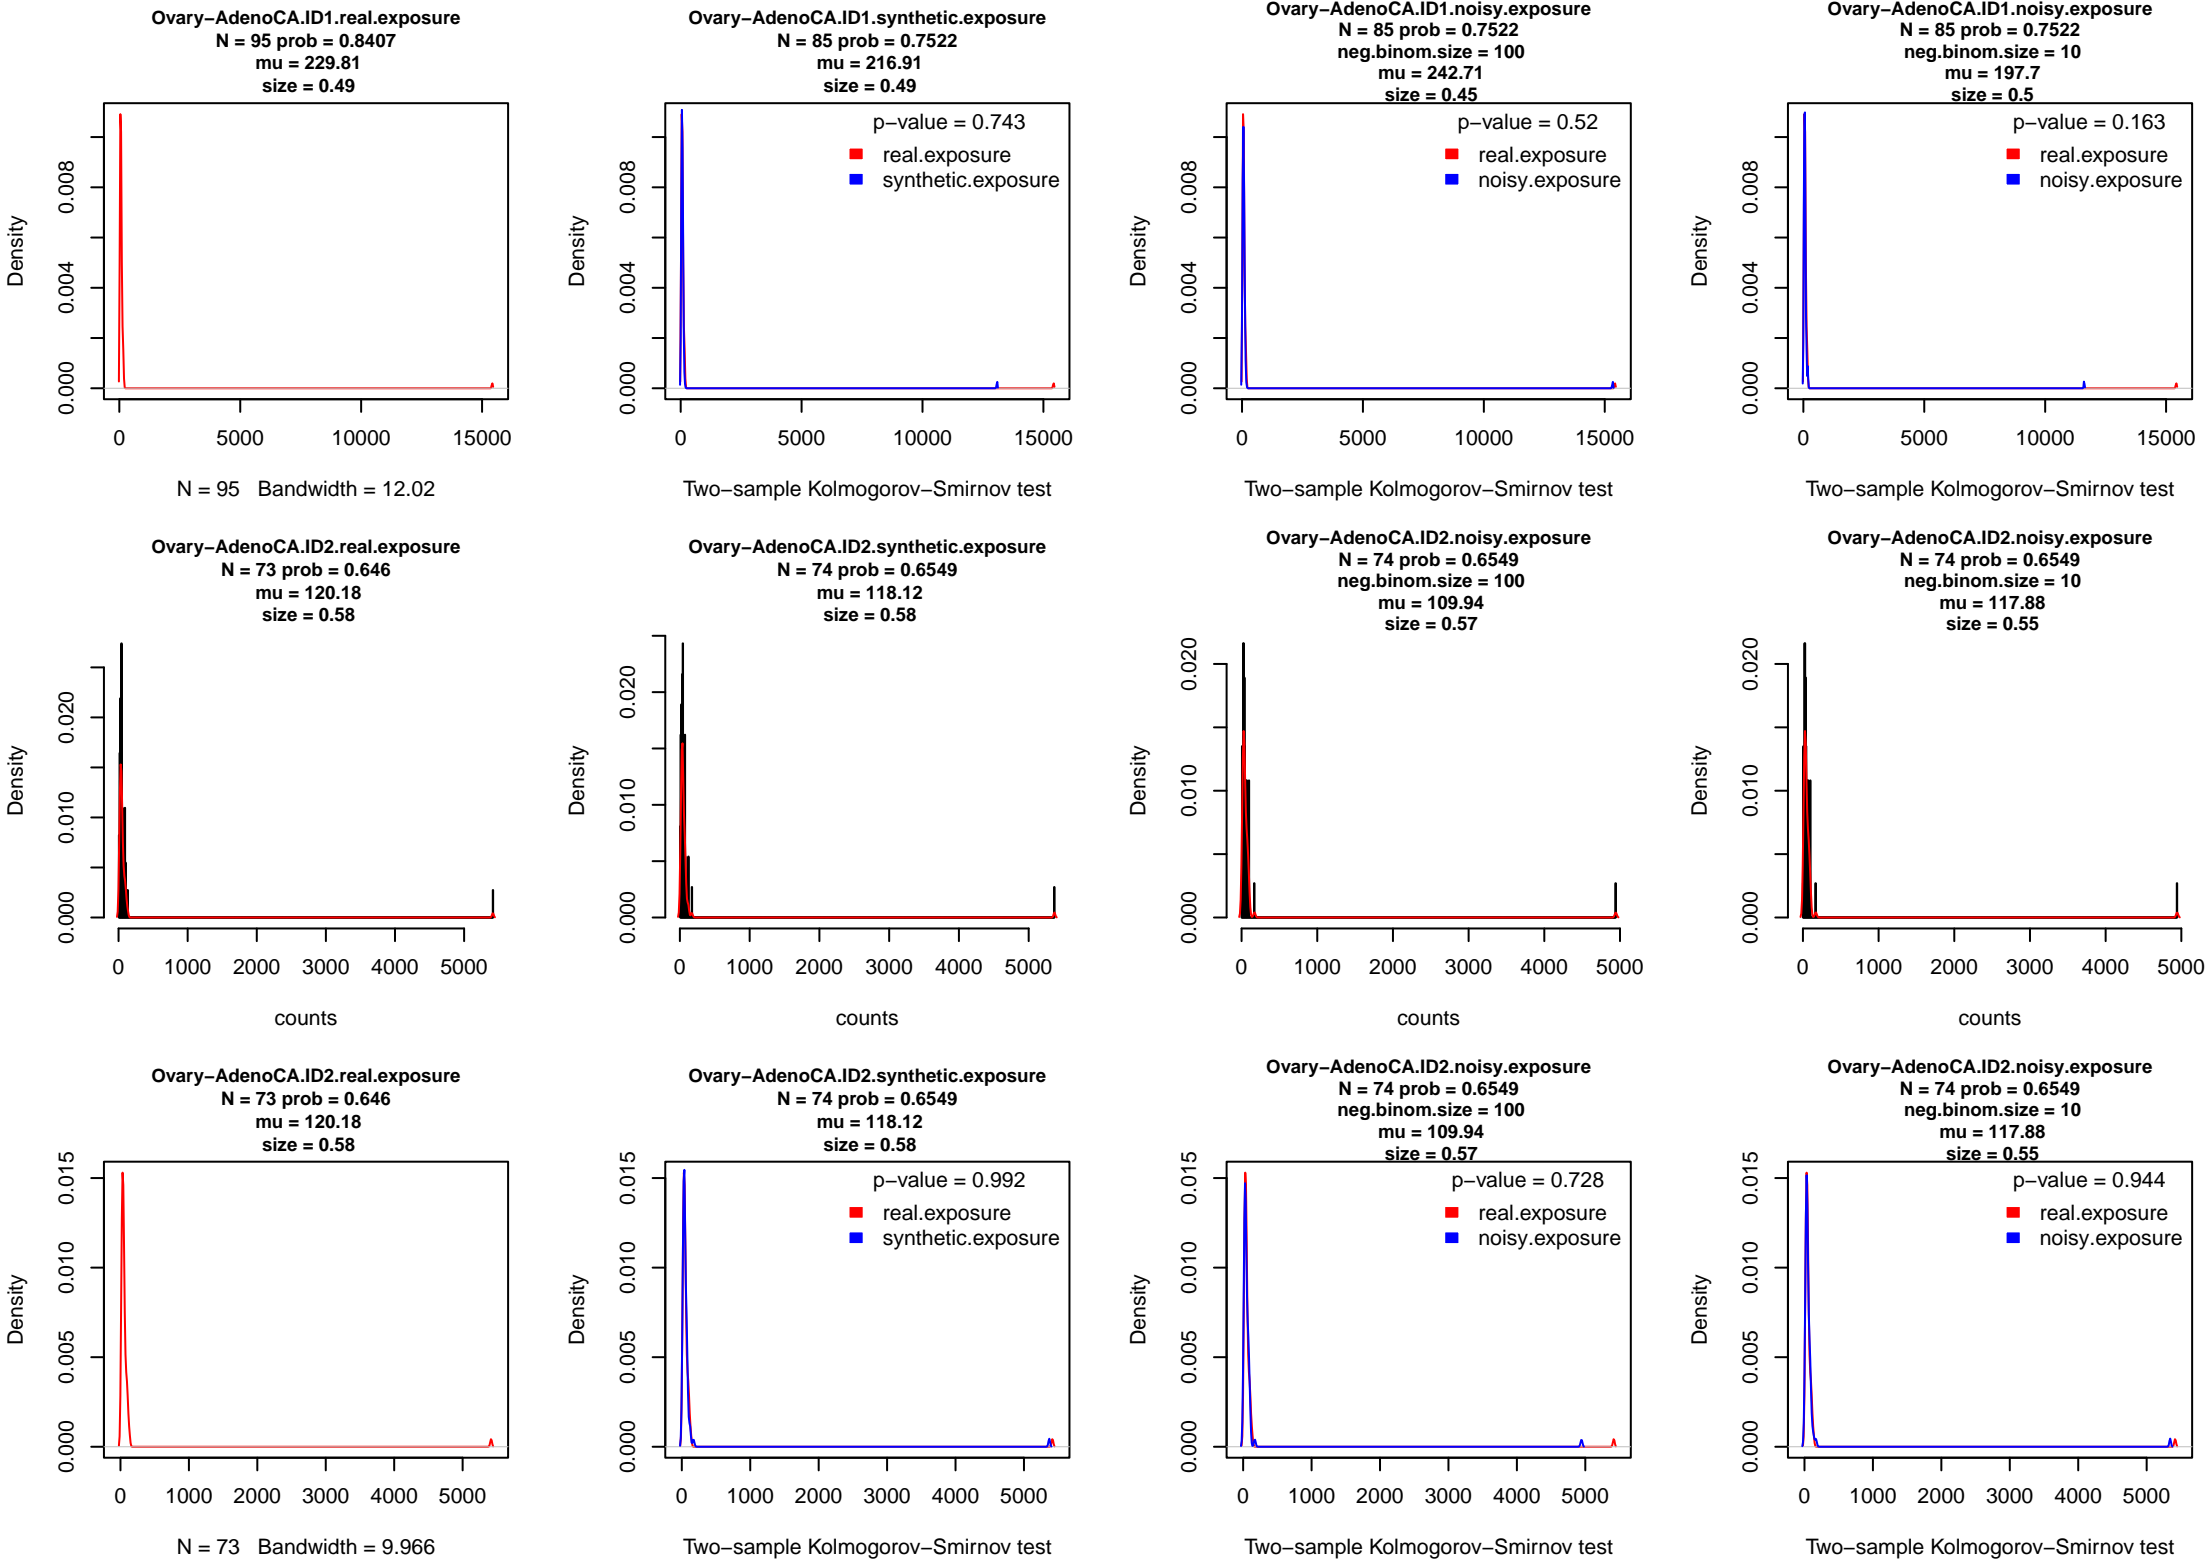 Ovary−AdenoCA.ID1.real.exposure
N = 95 prob = 0.8407
mu = 229.81
size = 0.49
Density
0.000 0.004 0.008
0 5000 10000 15000
N = 95 Bandwidth = 12.02
Ovary−AdenoCA.ID1.synthetic.exposure
N = 85 prob = 0.7522
mu = 216.91
size = 0.49
p−value = 0.743
real.exposure
synthetic.exposure
Density
0.000 0.004 0.008
0 5000 10000 15000
Two−sample Kolmogorov−Smirnov test
Ovary−AdenoCA.ID1.noisy.exposure
N = 85 prob = 0.7522
neg.binom.size = 100
mu = 242.71
size = 0.45
p−value = 0.52
real.exposure
noisy.exposure
Density
0.000 0.004 0.008
0 5000 10000 15000
Two−sample Kolmogorov−Smirnov test
Ovary−AdenoCA.ID1.noisy.exposure
N = 85 prob = 0.7522
neg.binom.size = 10
mu = 197.7
size = 0.5
p−value = 0.163
real.exposure
noisy.exposure
Density
0.000 0.004 0.008
0 5000 10000 15000
Two−sample Kolmogorov−Smirnov test
Ovary−AdenoCA.ID2.real.exposure
N = 73 prob = 0.646
mu = 120.18
size = 0.58
Density
0.000 0.010 0.020
0 1000 2000 3000 4000 5000
counts
Ovary−AdenoCA.ID2.synthetic.exposure
N = 74 prob = 0.6549
mu = 118.12
size = 0.58
Density
0.000 0.010 0.020
0 1000 2000 3000 4000 5000
counts
Ovary−AdenoCA.ID2.noisy.exposure
N = 74 prob = 0.6549
neg.binom.size = 100
mu = 109.94
size = 0.57
Density
0.000 0.010 0.020
0 1000 2000 3000 4000 5000
counts
Ovary−AdenoCA.ID2.noisy.exposure
N = 74 prob = 0.6549
neg.binom.size = 10
mu = 117.88
size = 0.55
Density
0.000 0.010 0.020
0 1000 2000 3000 4000 5000
counts
Ovary−AdenoCA.ID2.real.exposure
N = 73 prob = 0.646
mu = 120.18
size = 0.58
Density
0.000 0.005 0.010 0.015
0 1000 2000 3000 4000 5000
N = 73 Bandwidth = 9.966
Ovary−AdenoCA.ID2.synthetic.exposure
N = 74 prob = 0.6549
mu = 118.12
size = 0.58
p−value = 0.992
real.exposure
synthetic.exposure
Density
0.000 0.005 0.010 0.015
0 1000 2000 3000 4000 5000
Two−sample Kolmogorov−Smirnov test
Ovary−AdenoCA.ID2.noisy.exposure
N = 74 prob = 0.6549
neg.binom.size = 100
mu = 109.94
size = 0.57
p−value = 0.728
real.exposure
noisy.exposure
Density
0.000 0.005 0.010 0.015
0 1000 2000 3000 4000 5000
Two−sample Kolmogorov−Smirnov test
Ovary−AdenoCA.ID2.noisy.exposure
N = 74 prob = 0.6549
neg.binom.size = 10
mu = 117.88
size = 0.55
p−value = 0.944
real.exposure
noisy.exposure
Density
0.000 0.005 0.010 0.015
0 1000 2000 3000 4000 5000
Two−sample Kolmogorov−Smirnov test